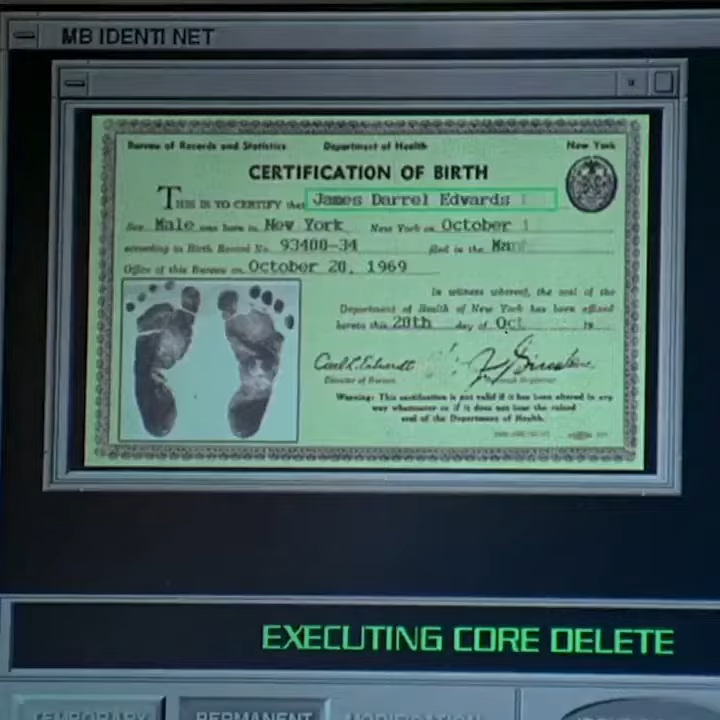 MB IDENTI NET
Bureau of Records and Statistics Department of Health New York
CERTIFICATION OF BIRTH
THIS IS TO CERTIFY that James Darrel Edwards
Sex Male was born in New York New York on October 1
according to Birth Record No. 93400-34 filed in the Man
Office of this Bureau on October 20, 1969
In witness whereof, the seal of the
Department of Health of New York has been affixed
hereto this 20th day of Oct 19
Director of Bureau
Warning: This certification is not valid if it has been altered in any
way whatsoever or if it does not bear the raised
seal of the Department of Health.
EXECUTING CORE DELETE
TEMPORARY PERMANENT